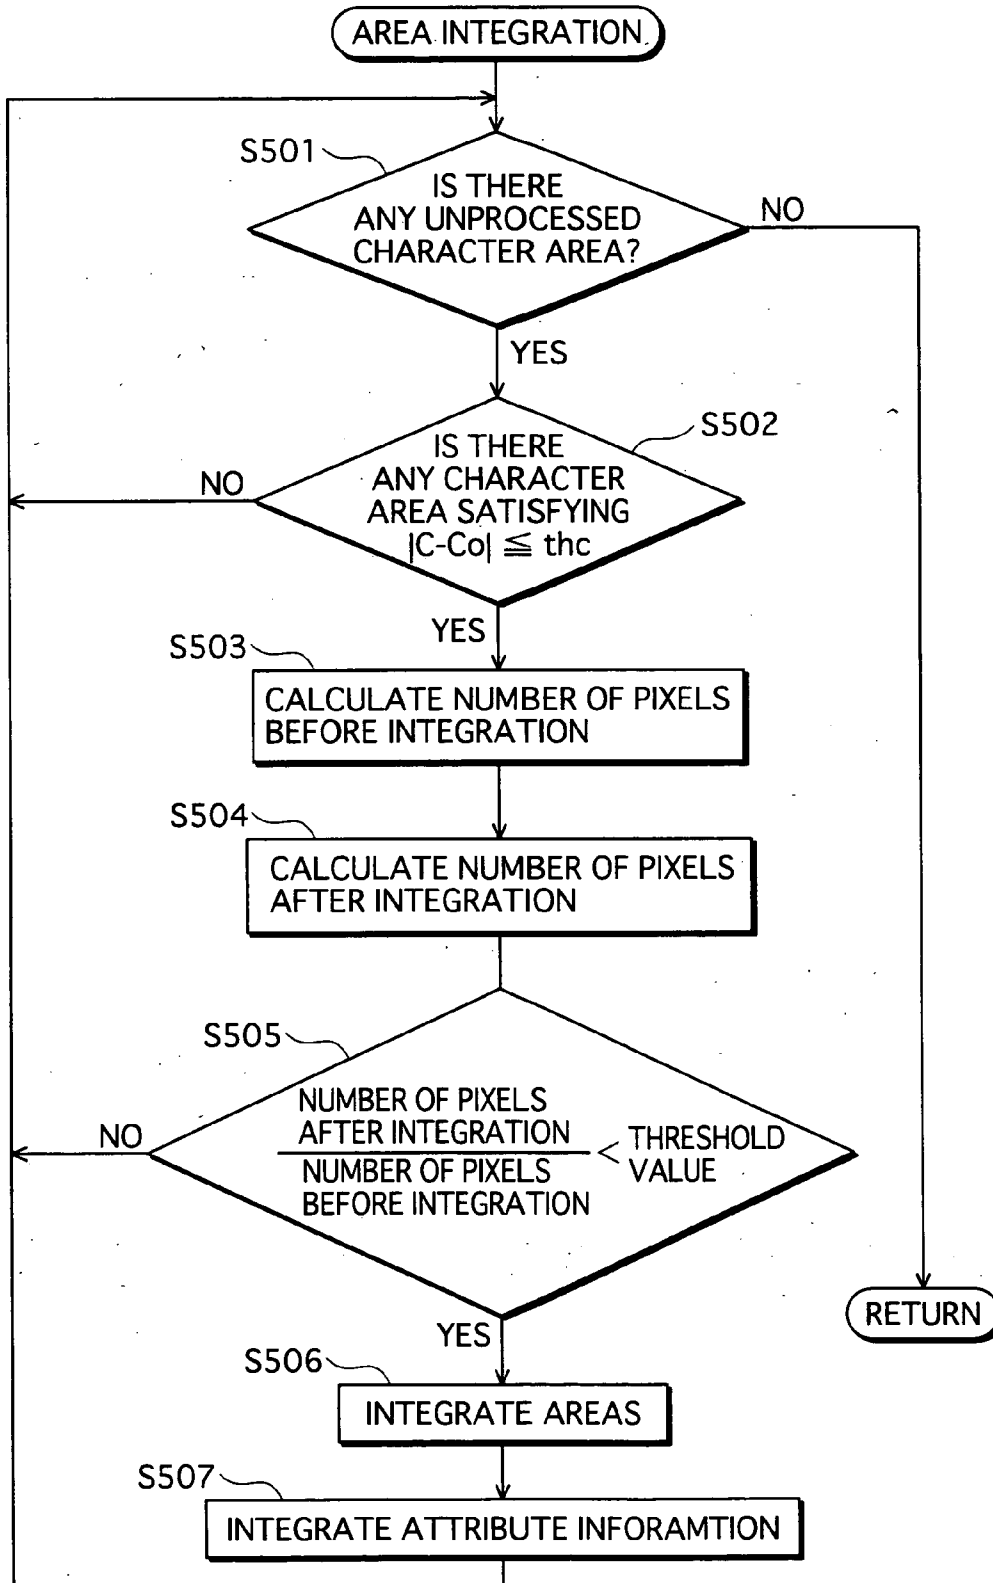 AREA INTEGRATION
S501
IS THERE
ANY UNPROCESSED
CHARACTER AREA?
NO
YES
S502
IS THERE
ANY CHARACTER
AREA SATISFYING
|C-Co| ≦ thc
NO
YES
S503
CALCULATE NUMBER OF PIXELS
BEFORE INTEGRATION
S504
CALCULATE NUMBER OF PIXELS
AFTER INTEGRATION
S505
NUMBER OF PIXELS
AFTER INTEGRATION
NUMBER OF PIXELS
BEFORE INTEGRATION
< THRESHOLD
VALUE
NO
YES
RETURN
S506
INTEGRATE AREAS
S507
INTEGRATE ATTRIBUTE INFORAMTION